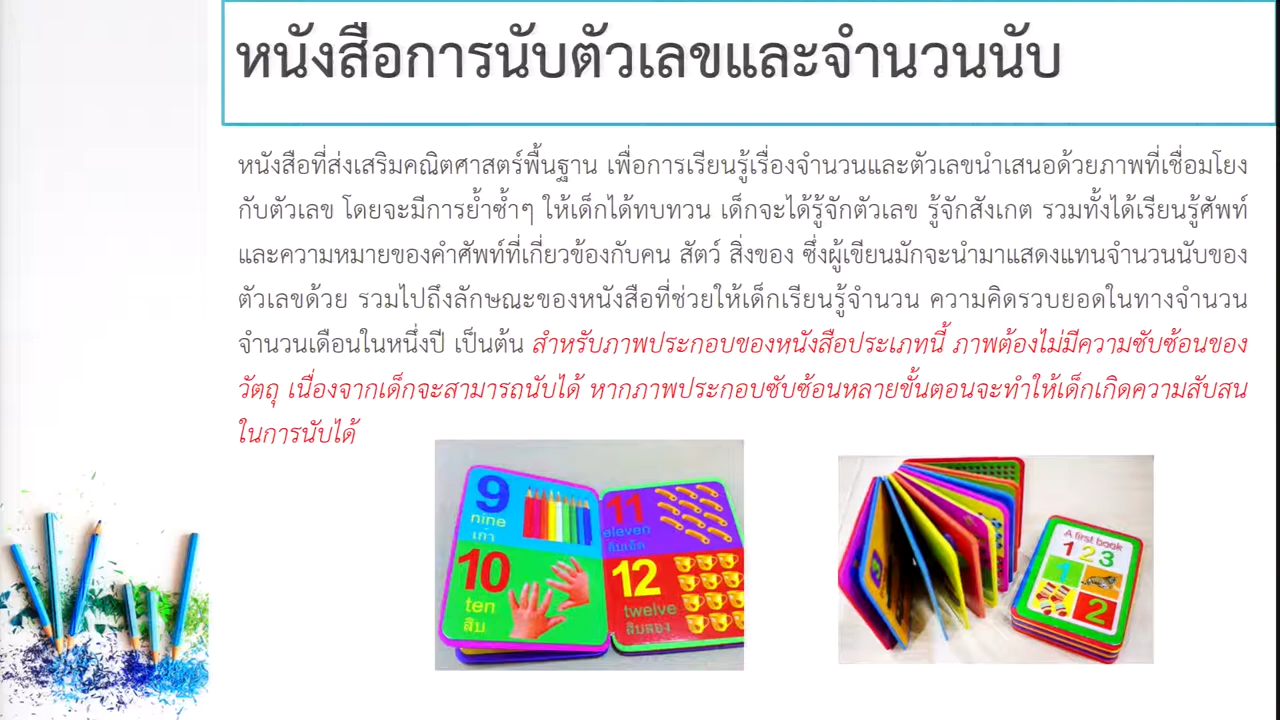 หนังสือการนับตัวเลขและจำนวนนับ
หนังสือที่ส่งเสริมคณิตศาสตร์พื้นฐาน เพื่อการเรียนรู้เรื่องจำนวนและตัวเลขนำเสนอด้วยภาพที่เชื่อมโยง
กับตัวเลข โดยจะมีการย้ำซ้ำๆ ให้เด็กได้ทบทวน เด็กจะได้รู้จักตัวเลข รู้จักสังเกต รวมทั้งได้เรียนรู้ศัพท์
และความหมายของคำศัพท์ที่เกี่ยวข้องกับคน สัตว์ สิ่งของ ซึ่งผู้เขียนมักจะนำมาแสดงแทนจำนวนนับของ
ตัวเลขด้วย รวมไปถึงลักษณะของหนังสือที่ช่วยให้เด็กเรียนรู้จำนวน ความคิดรวบยอดในทางจำนวน
จำนวนเดือนในหนึ่งปี เป็นต้น สำหรับภาพประกอบของหนังสือประเภทนี้ ภาพต้องไม่มีความซับซ้อนของ
วัตถุ เนื่องจากเด็กจะสามารถนับได้ หากภาพประกอบซับซ้อนหลายขั้นตอนจะทำให้เด็กเกิดความสับสน
ในการนับได้
9
nine
เก้า
10
ten
สิบ
11
eleven
สิบเอ็ด
12
twelve
สิบสอง
A first book
1 2 3
1
2